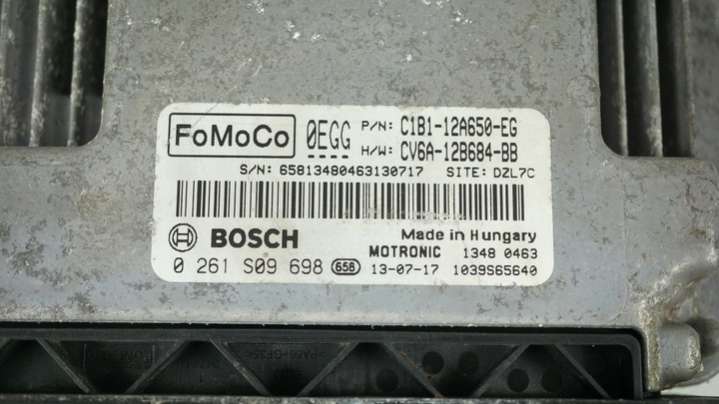 FoMoCo 0EGG P/N: C1B1-12A650-EG
H/W: CV6A-12B684-BB
S/N: 65813480463130717 SITE: DZL7C
BOSCH Made in Hungary
MOTRONIC 1348 0463
0 261 S09 698 65B 13-07-17 1039S65640